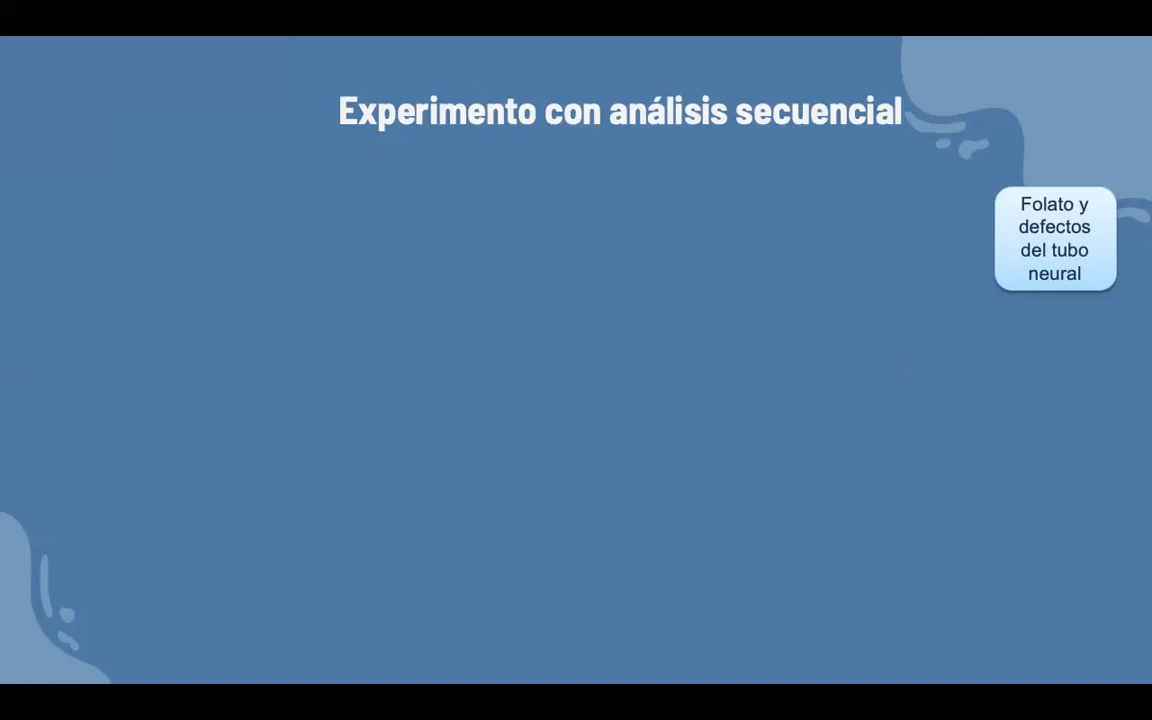 Experimento con análisis secuencial
Folato y
defectos
del tubo
neural